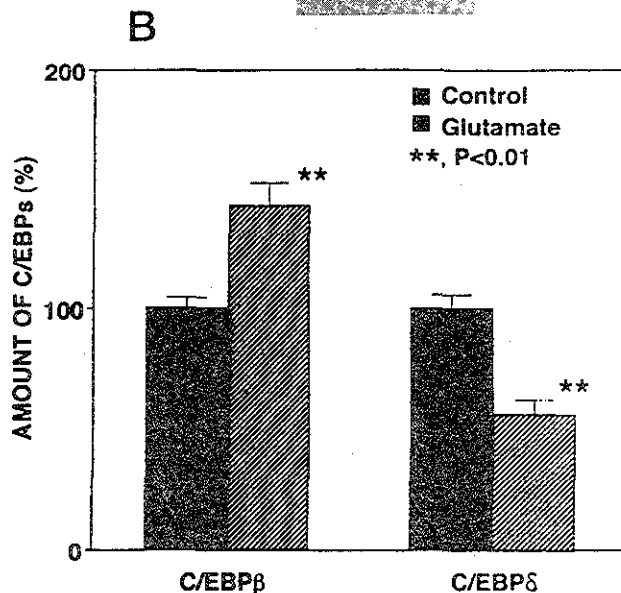 B
200
Control
Glutamate
**, P<0.01
**
AMOUNT OF C/EBPs (%)
100
**
0
C/EBPβ
C/EBPδ